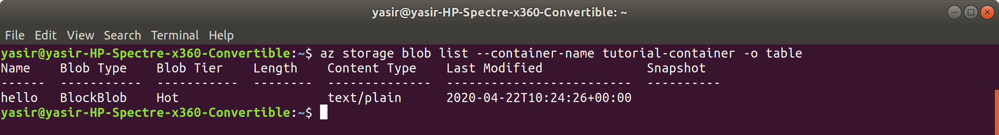 yasir@yasir-HP-Spectre-x360-Convertible: ~
File Edit View Search Terminal Help
yasir@yasir-HP-Spectre-x360-Convertible:~$ az storage blob list --container-name tutorial-container -o table
Name    Blob Type    Blob Tier    Length    Content Type    Last Modified              Snapshot
------  -----------  -----------  --------  --------------  -------------------------  ----------
hello   BlockBlob    Hot                    text/plain      2020-04-22T10:24:26+00:00
yasir@yasir-HP-Spectre-x360-Convertible:~$